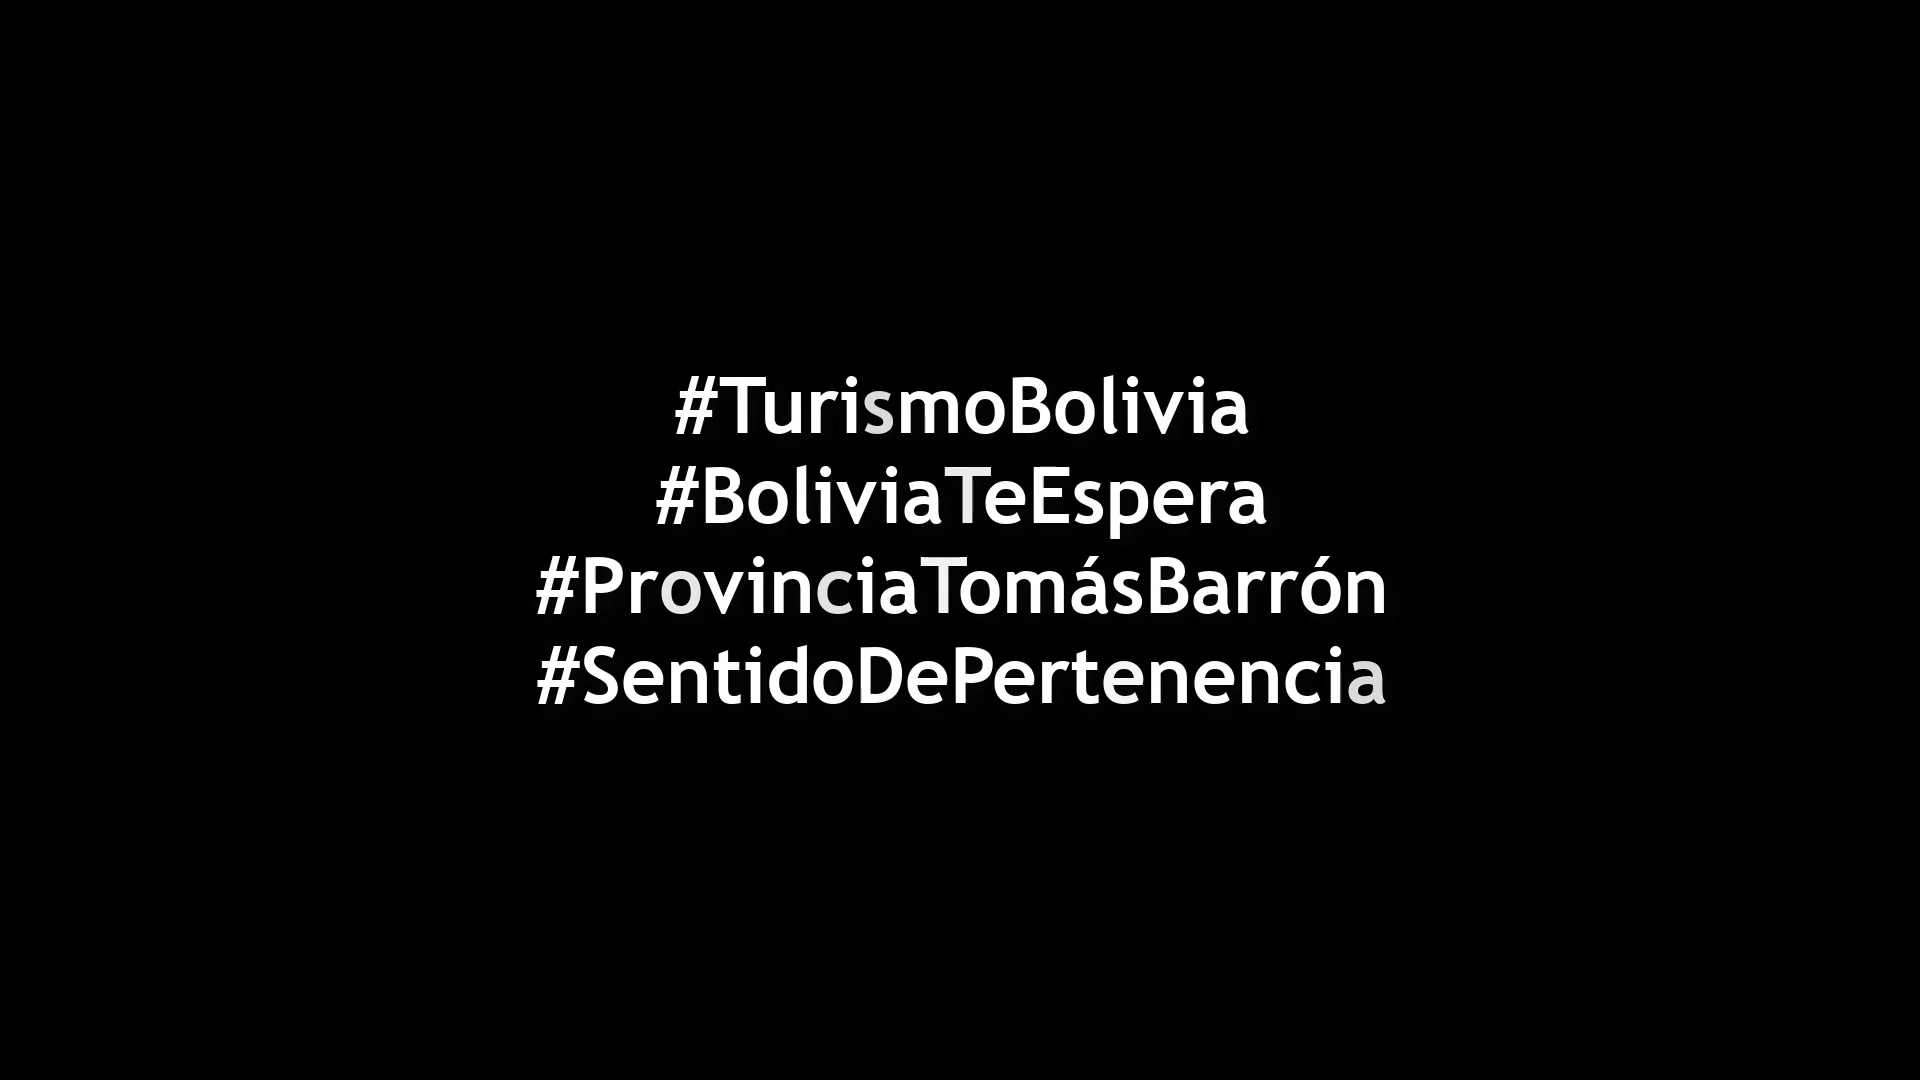 #TurismoBolivia
#BoliviaTeEspera
#ProvinciaTomásBarrón
#SentidoDePertenencia